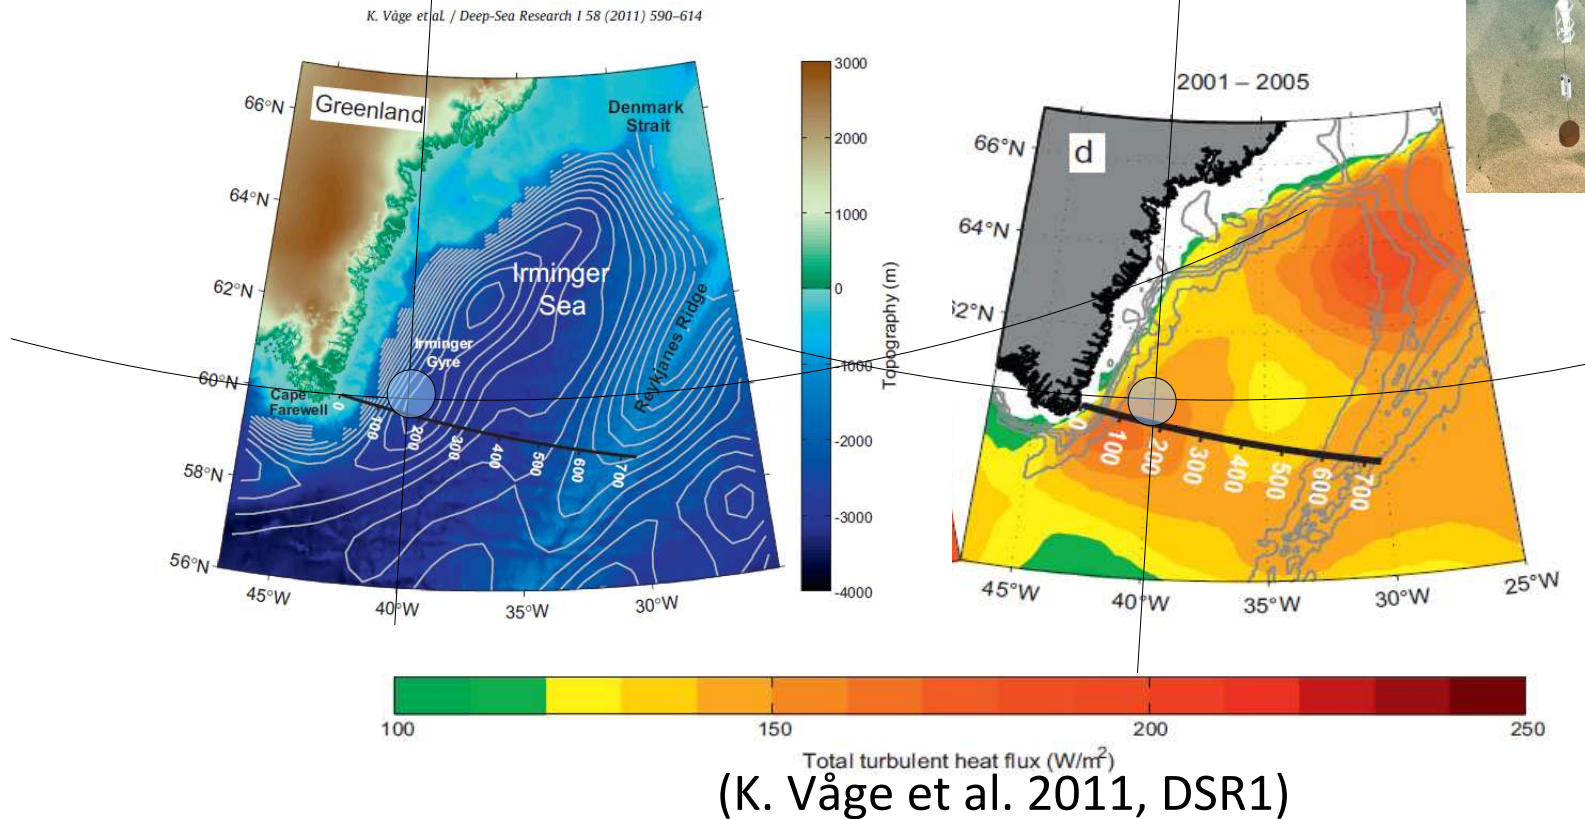 K. Våge et al. / Deep-Sea Research I 58 (2011) 590–614
Greenland
Denmark
Strait
Irminger
Sea
Irminger
Gyre
Reykjanes Ridge
Cape
Farewell
66°N
64°N
62°N
60°N
58°N
56°N
45°W
40°W
35°W
30°W
0
100
200
300
400
500
600
700
3000
2000
1000
0
-1000
-2000
-3000
-4000
Topography (m)
2001 – 2005
d
66°N
64°N
62°N
45°W
40°W
35°W
30°W
25°W
0
100
200
300
400
500
600
700
100
150
200
250
Total turbulent heat flux (W/m²)
(K. Våge et al. 2011, DSR1)